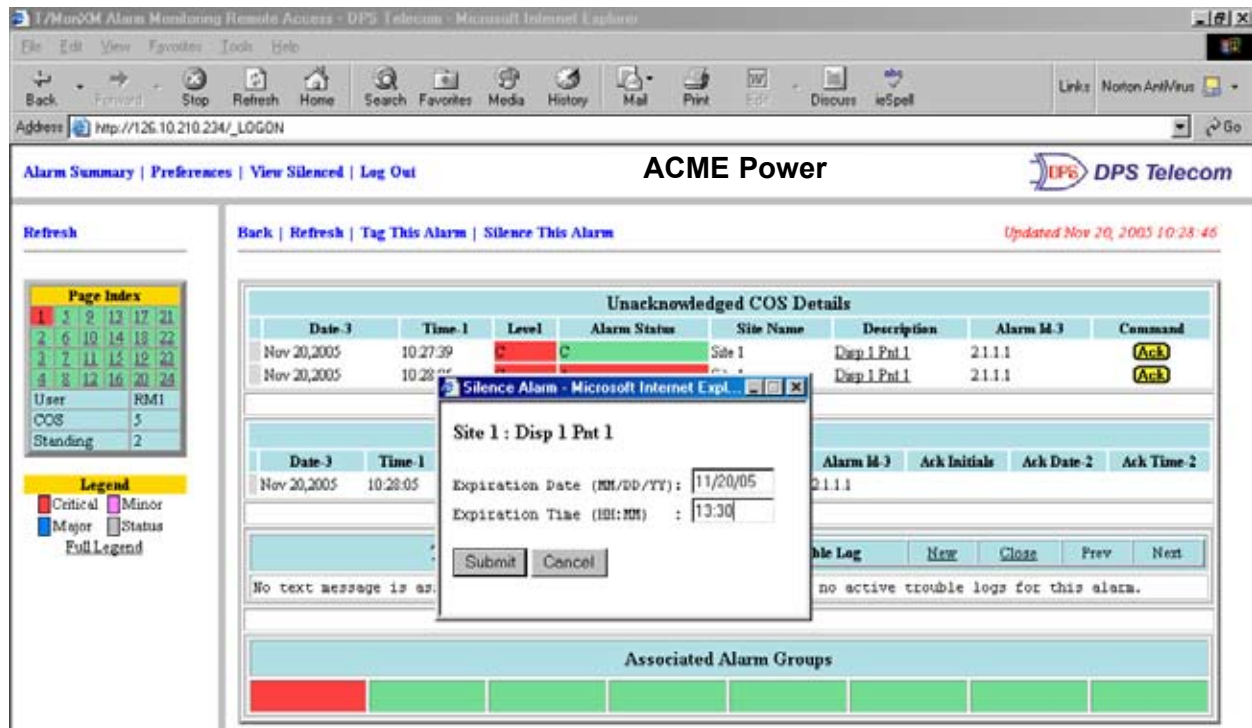 T/MonXM Alarm Monitoring Remote Access - DPS Telecom - Microsoft Internet Explorer
File Edit View Favorites Tools Help
Back Forward Stop Refresh Home Search Favorites Media History Mail Print Edit Discuss ieSpell Links Norton AntiVirus
Address http://126.10.210.234/_LOGON Go
Alarm Summary | Preferences | View Silenced | Log Out
ACME Power
DPS DPS Telecom
Refresh
Back | Refresh | Tag This Alarm | Silence This Alarm
Updated Nov 20, 2005 10:28:46
Page Index
1 5 9 13 17 21
2 6 10 14 18 22
3 7 11 15 19 23
4 8 12 16 20 24
User RM1
COS 5
Standing 2
Legend
Critical Minor
Major Status
Full Legend
Unacknowledged COS Details
Date-3 Time-1 Level Alarm Status Site Name Description Alarm Id-3 Command
Nov 20,2005 10:27:39 C C Site 1 Disp 1 Pnt 1 2.1.1.1 Ack
Nov 20,2005 Disp 1 Pnt 1 2.1.1.1 Ack
Date-3 Time-1 Alarm Id-3 Ack Initials Ack Date-2 Ack Time-2
Nov 20,2005 10:28:05 2.1.1.1
Silence Alarm - Microsoft Internet Expl...
Site 1 : Disp 1 Pnt 1
Expiration Date (MM/DD/YY): 11/20/05
Expiration Time (HH:MM) : 13:30
Submit Cancel
Log New Close Prev Next
No text message is as
no active trouble logs for this alarm.
Associated Alarm Groups